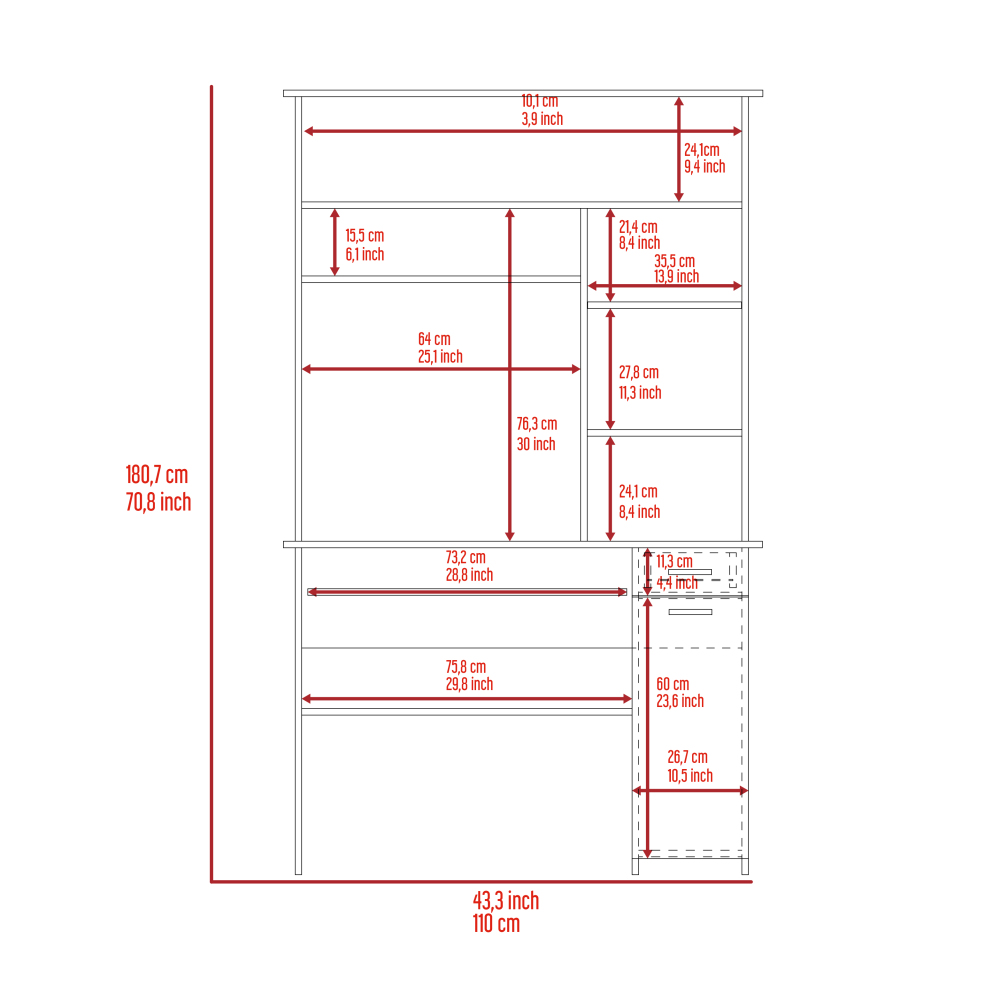 10,1 cm
3,9 inch
24,1cm
9,4 inch
15,5 cm
6,1 inch
21,4 cm
8,4 inch
35,5 cm
13,9 inch
64 cm
25,1 inch
27,8 cm
11,3 inch
76,3 cm
30 inch
180,7 cm
70,8 inch
24,1 cm
8,4 inch
73,2 cm
28,8 inch
11,3 cm
4,4 inch
75,8 cm
29,8 inch
60 cm
23,6 inch
26,7 cm
10,5 inch
43,3 inch
110 cm